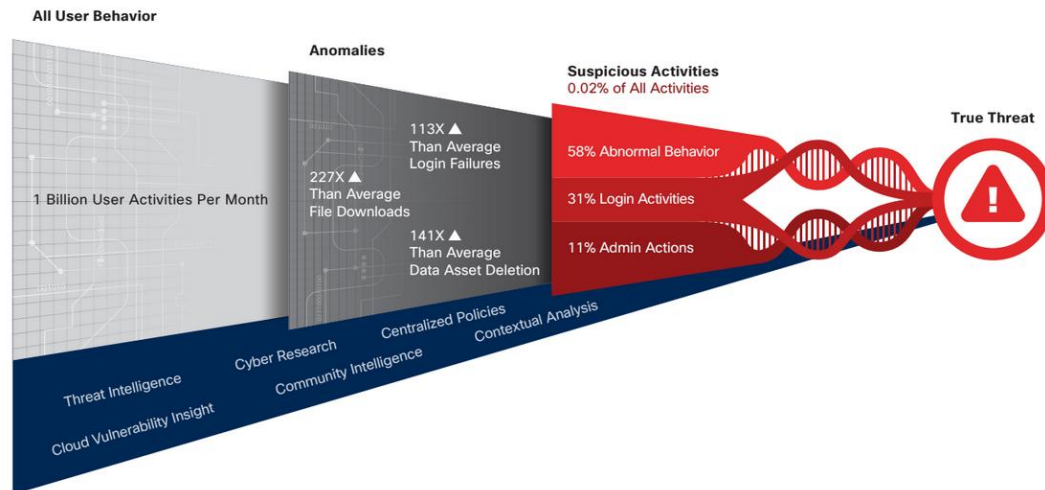 All User Behavior
1 Billion User Activities Per Month
Anomalies
113X ▲
Than Average
Login Failures
227X ▲
Than Average
File Downloads
141X ▲
Than Average
Data Asset Deletion
Suspicious Activities
0.02% of All Activities
58% Abnormal Behavior
31% Login Activities
11% Admin Actions
True Threat
!
Threat Intelligence
Cyber Research
Centralized Policies
Contextual Analysis
Community Intelligence
Cloud Vulnerability Insight